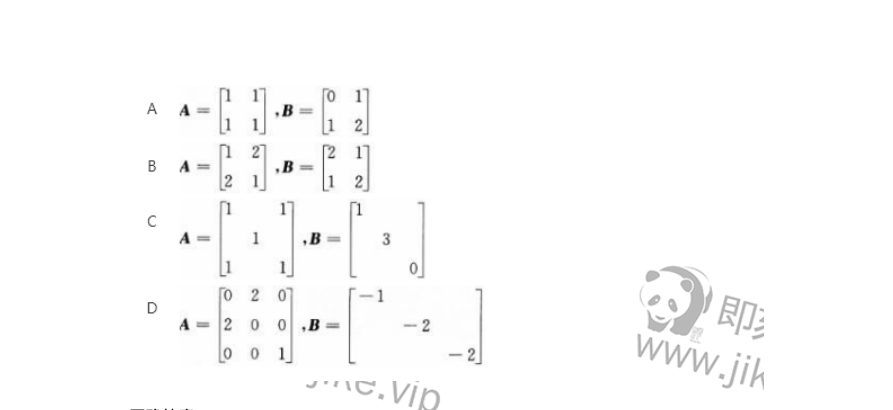 A A = [1 1
1 1], B = [0 1
1 2]
B A = [1 2
2 1], B = [2 1
1 2]
C A = [1 1
1
1 1], B = [1
3
0]
D A = [0 2 0
2 0 0
0 0 1], B = [-1
-2
-2]
即刻
www.jik
jike.vip